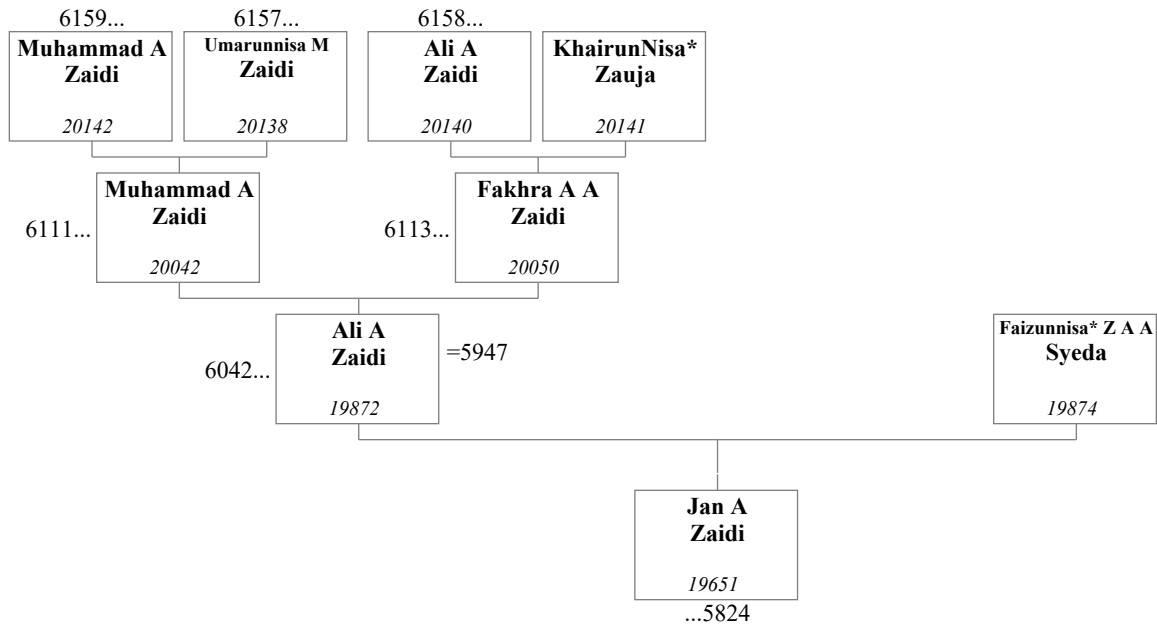 6159...
6157...
6158...
Muhammad A
Zaidi
20142
Umarunnisa M
Zaidi
20138
Ali A
Zaidi
20140
KhairunNisa*
Zauja
20141
6111...
Muhammad A
Zaidi
20042
6113...
Fakhra A A
Zaidi
20050
6042...
Ali A
Zaidi
19872
=5947
Faizunnisa* Z A A
Syeda
19874
Jan A
Zaidi
19651
...5824